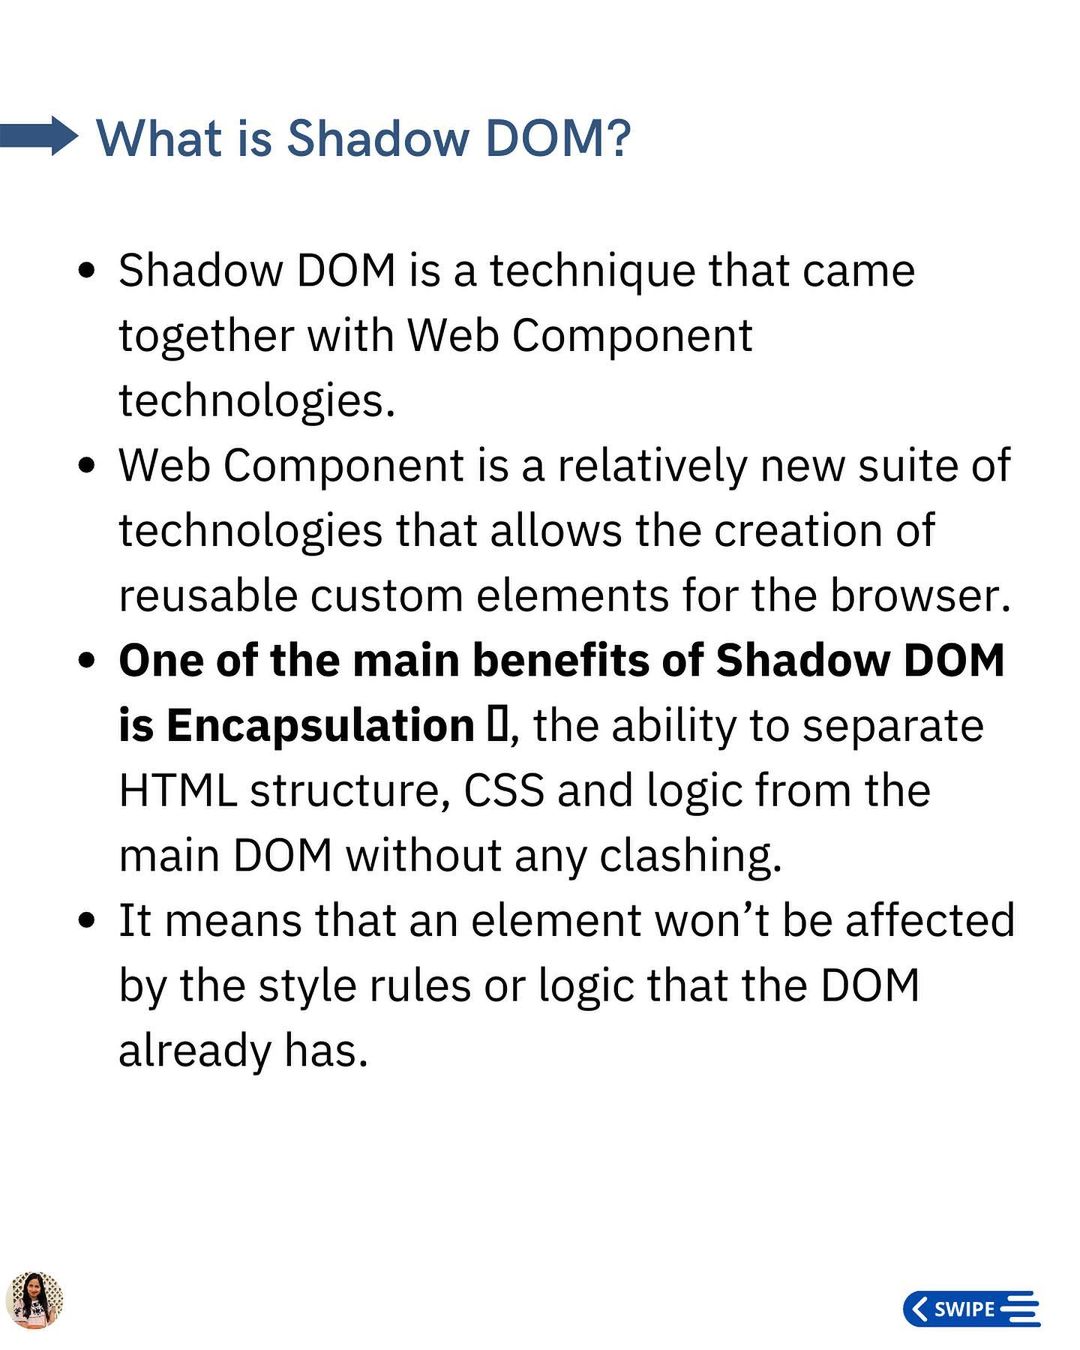 What is Shadow DOM?
• Shadow DOM is a technique that came
together with Web Component
technologies.
• Web Component is a relatively new suite of
technologies that allows the creation of
reusable custom elements for the browser.
• One of the main benefits of Shadow DOM
is Encapsulation ▯, the ability to separate
HTML structure, CSS and logic from the
main DOM without any clashing.
• It means that an element won’t be affected
by the style rules or logic that the DOM
already has.
SWIPE